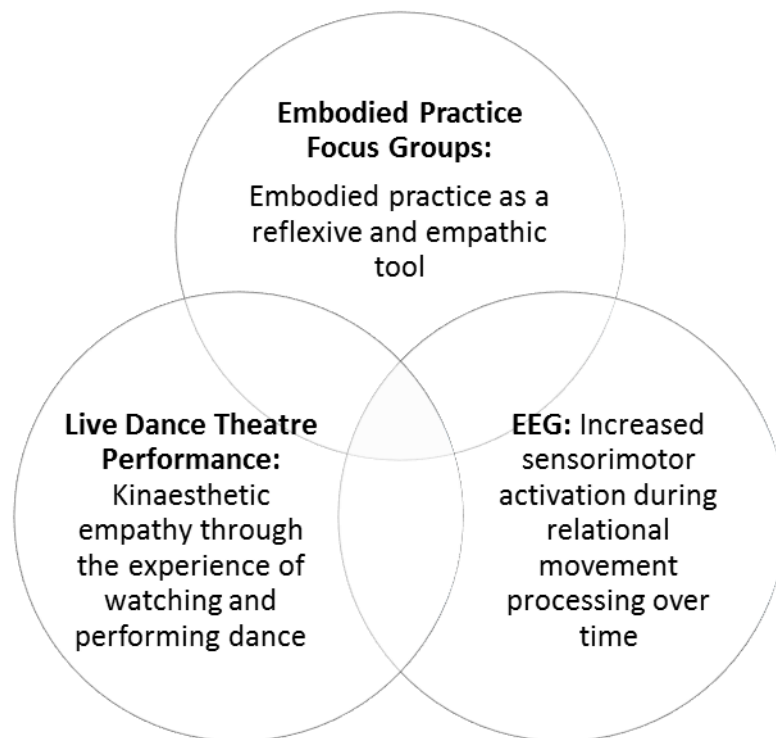 Embodied Practice
Focus Groups:
Embodied practice as a
reflexive and empathic
tool
Live Dance Theatre
Performance:
Kinaesthetic
empathy through
the experience of
watching and
performing dance
EEG: Increased
sensorimotor
activation during
relational
movement
processing over
time